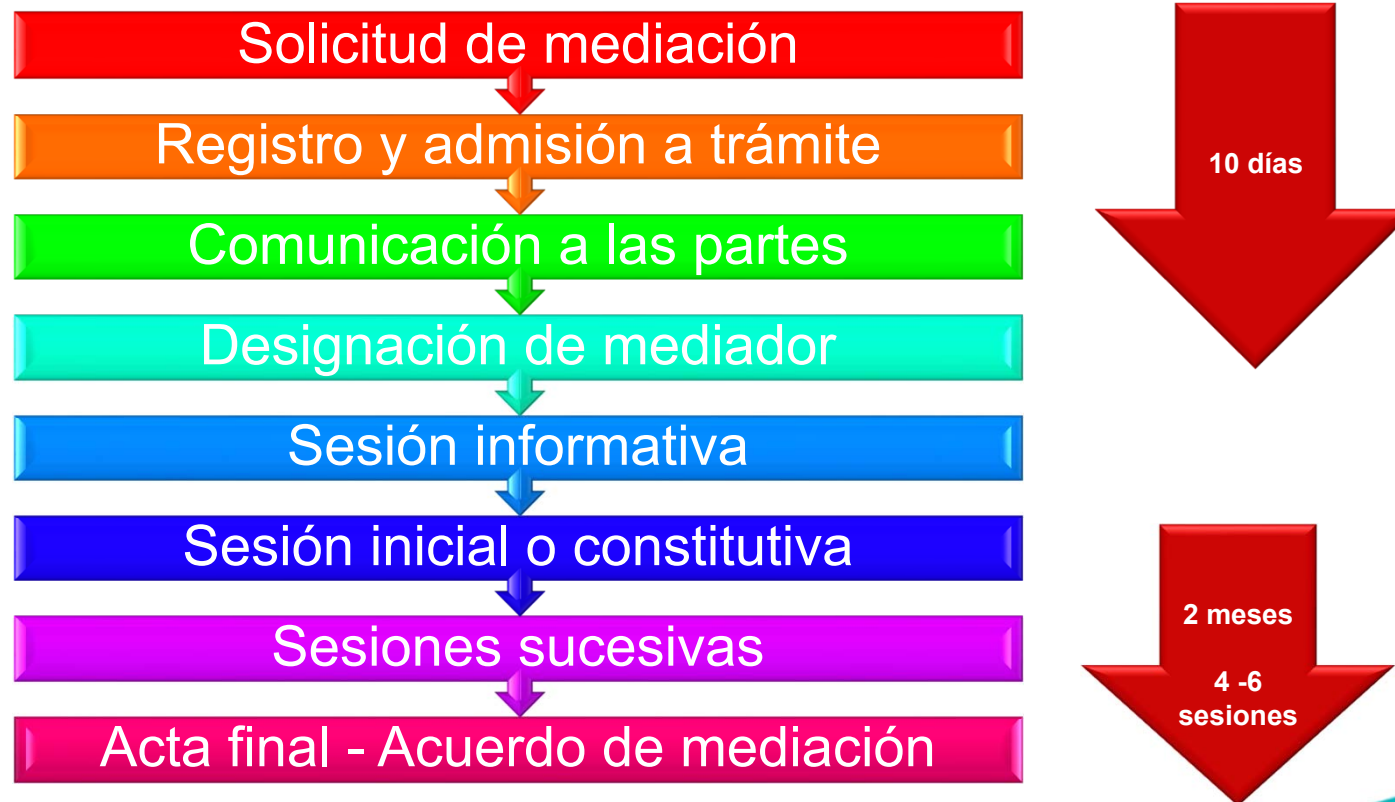 Solicitud de mediación
Registro y admisión a trámite
Comunicación a las partes
Designación de mediador
Sesión informativa
Sesión inicial o constitutiva
Sesiones sucesivas
Acta final - Acuerdo de mediación
10 días
2 meses
4 -6
sesiones